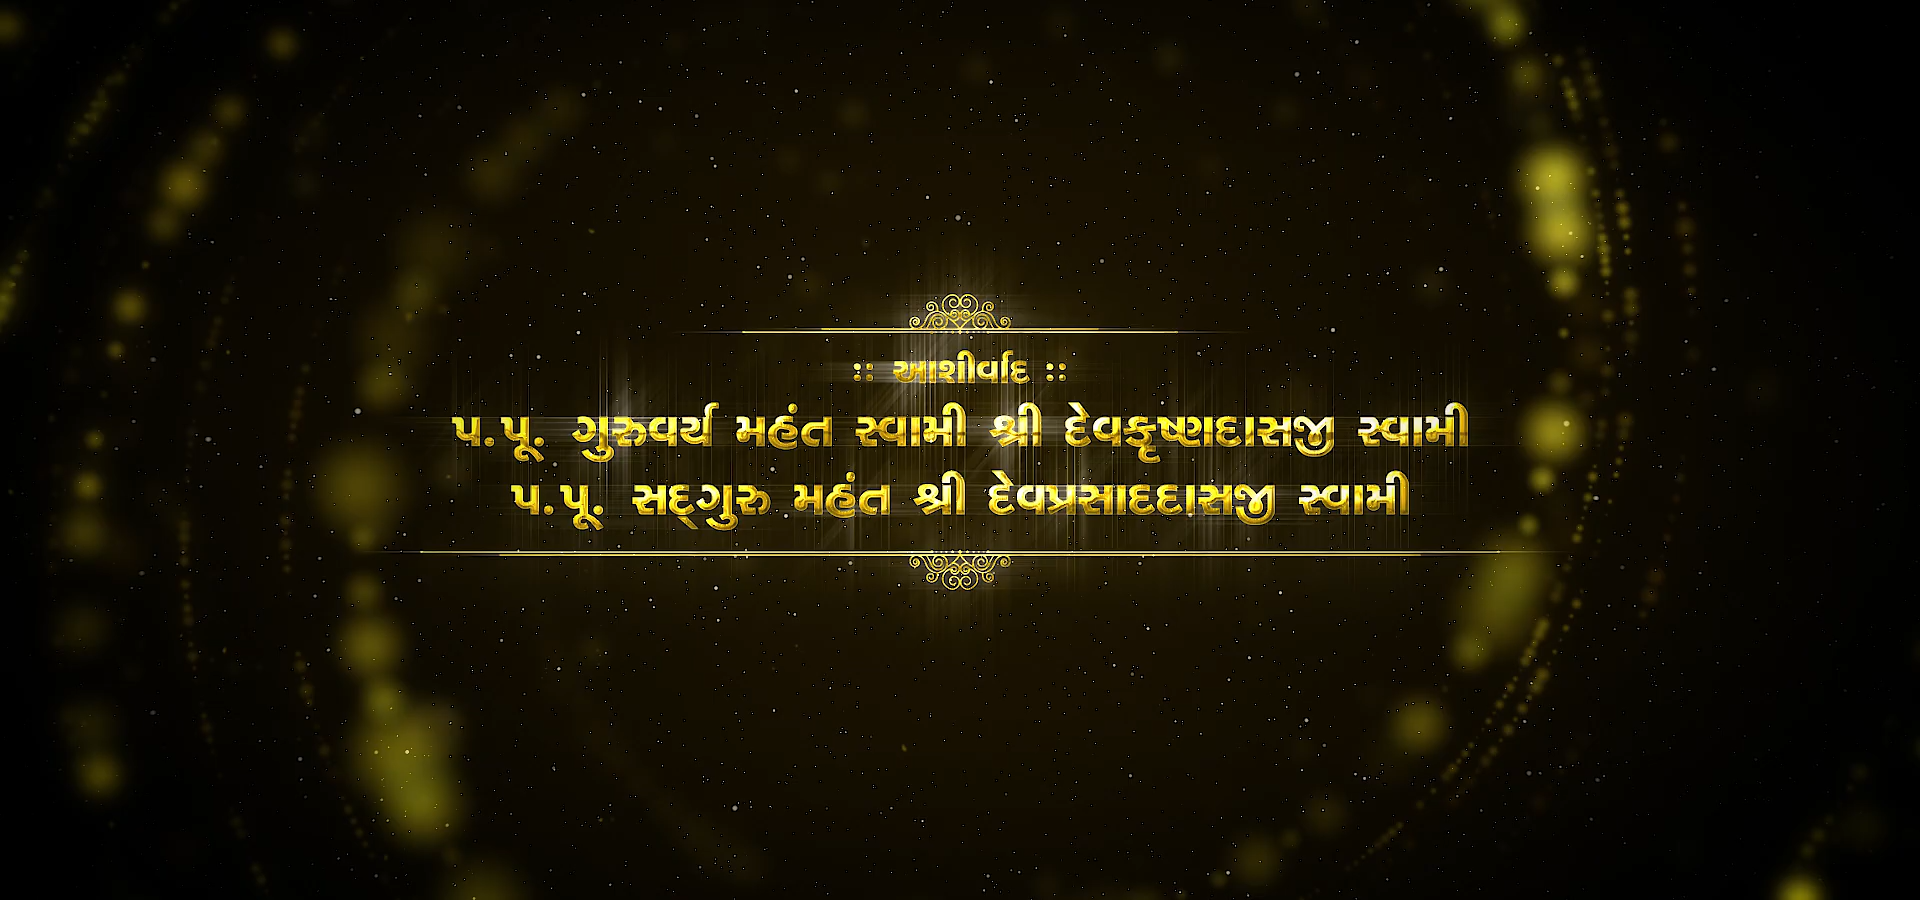 :: આશીર્વાદ ::
પ.પૂ. ગુરુવર્ય મહંત સ્વામી શ્રી દેવકૃષ્ણદાસજી સ્વામી
પ.પૂ. સદ્‌ગુરુ મહંત શ્રી દેવપ્રસાદદાસજી સ્વામી